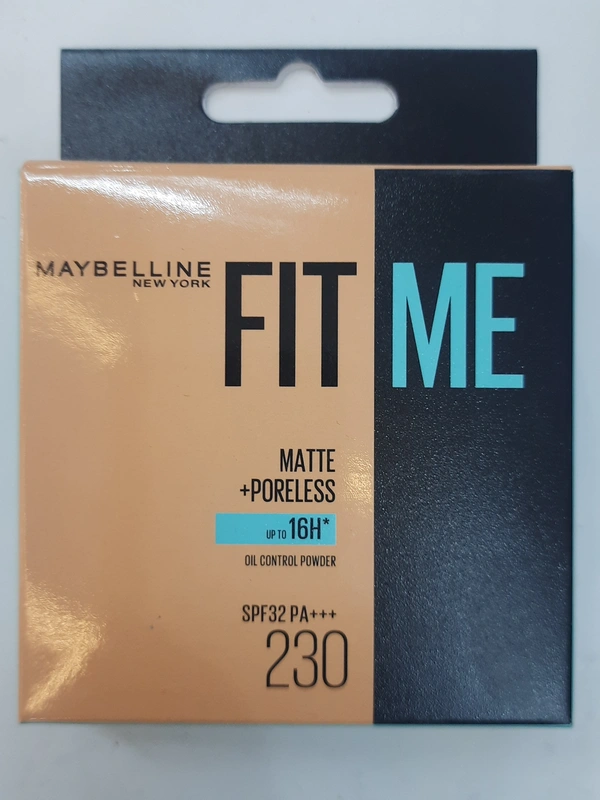 MAYBELLINE
NEW YORK
FIT ME
MATTE
+PORELESS
UP TO 16H*
OIL CONTROL POWDER
SPF32 PA+++
230